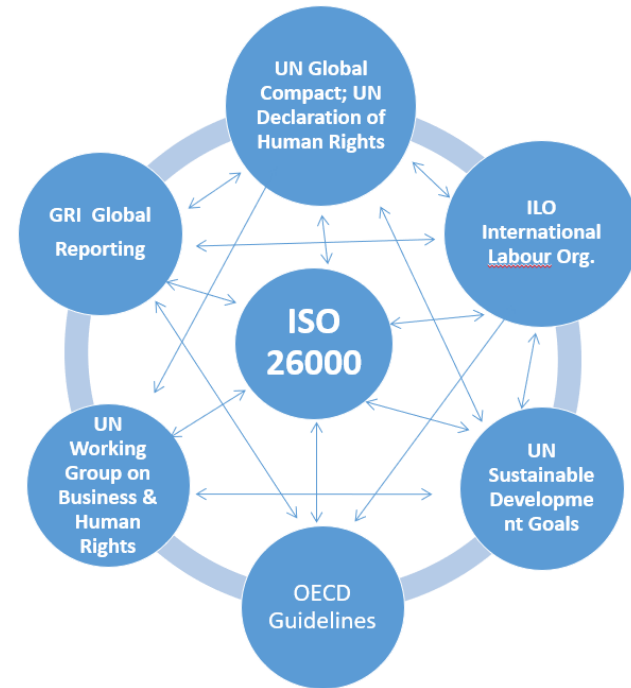 UN Global
Compact; UN
Declaration of
Human Rights
GRI Global
Reporting
ILO
International
Labour Org.
ISO
26000
UN
Working
Group on
Business &
Human
Rights
UN
Sustainable
Developme
nt Goals
OECD
Guidelines